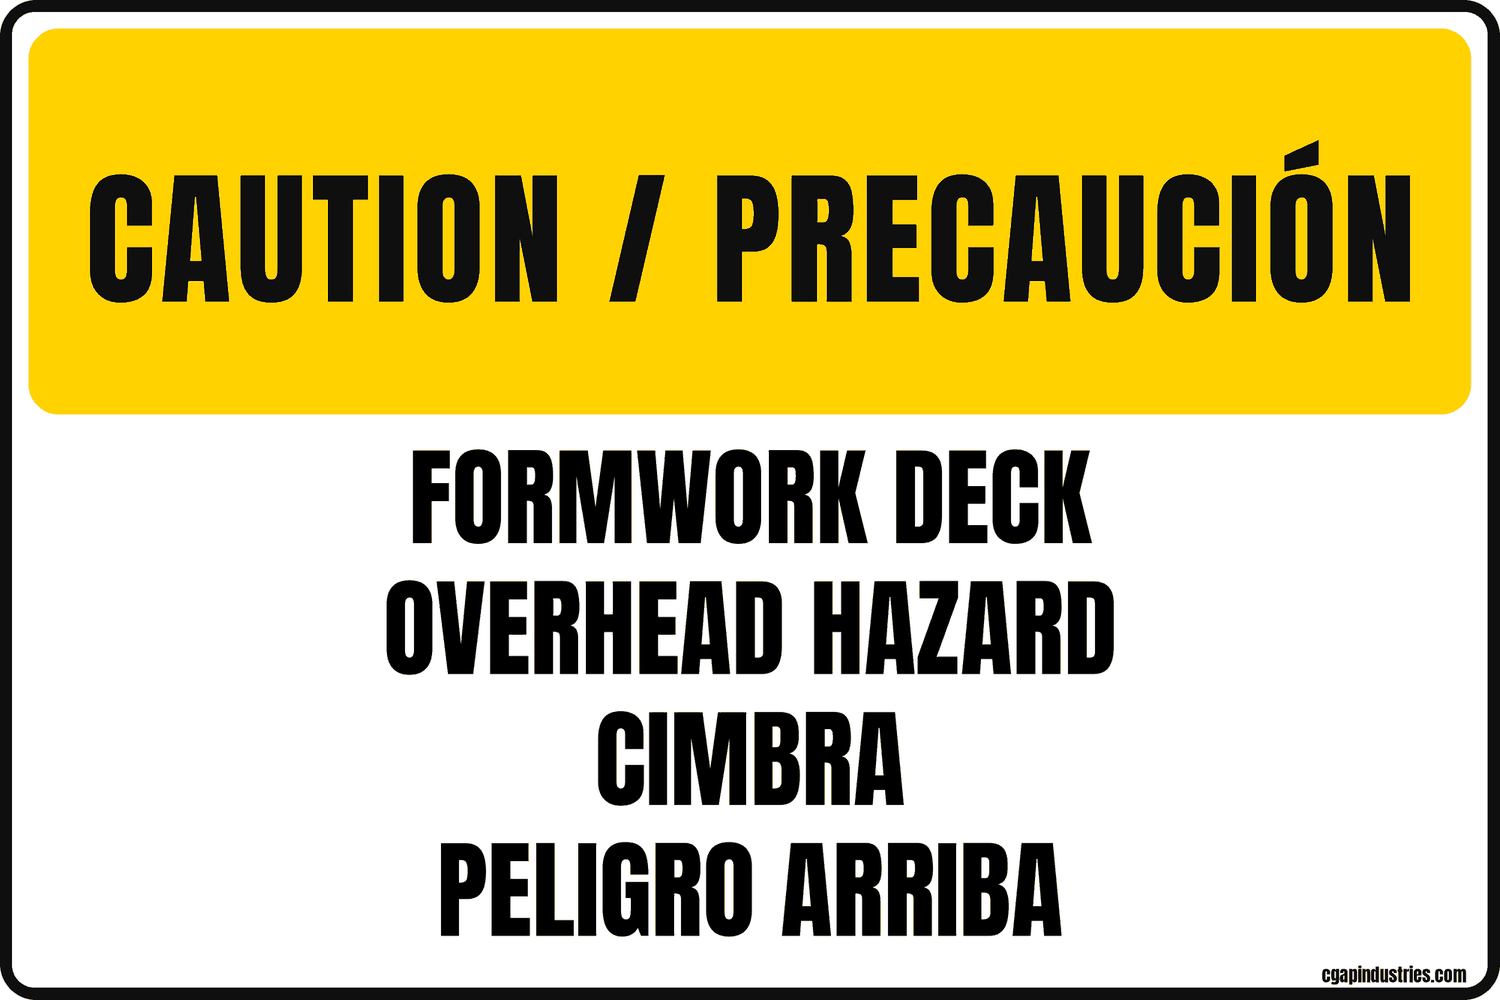 CAUTION / PRECAUCIÓN
FORMWORK DECK
OVERHEAD HAZARD
CIMBRA
PELIGRO ARRIBA
cgapindustries.com